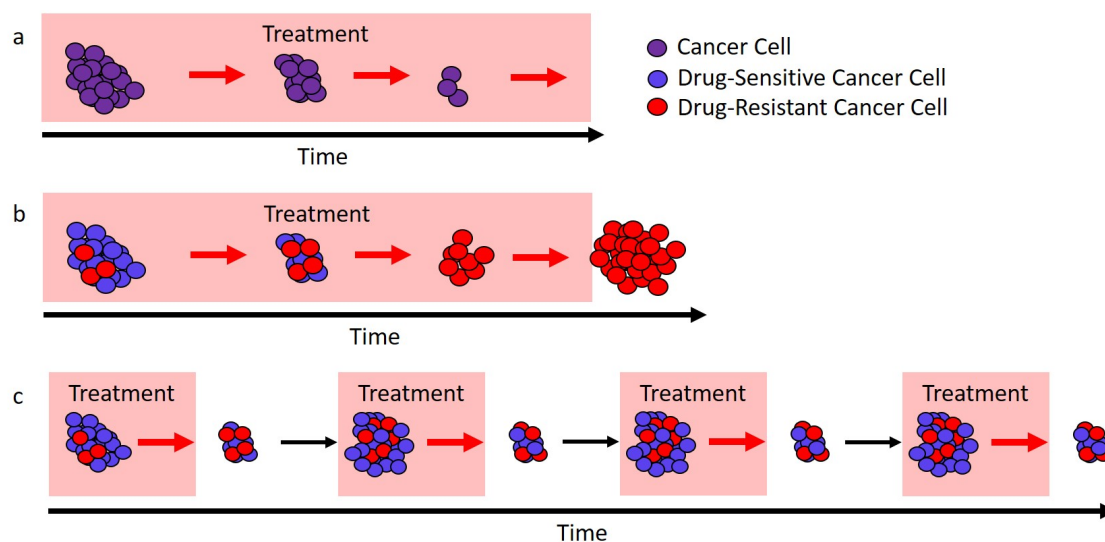 a
Treatment
Time
Cancer Cell
Drug-Sensitive Cancer Cell
Drug-Resistant Cancer Cell
b
Treatment
Time
c
Treatment
Treatment
Treatment
Treatment
Time